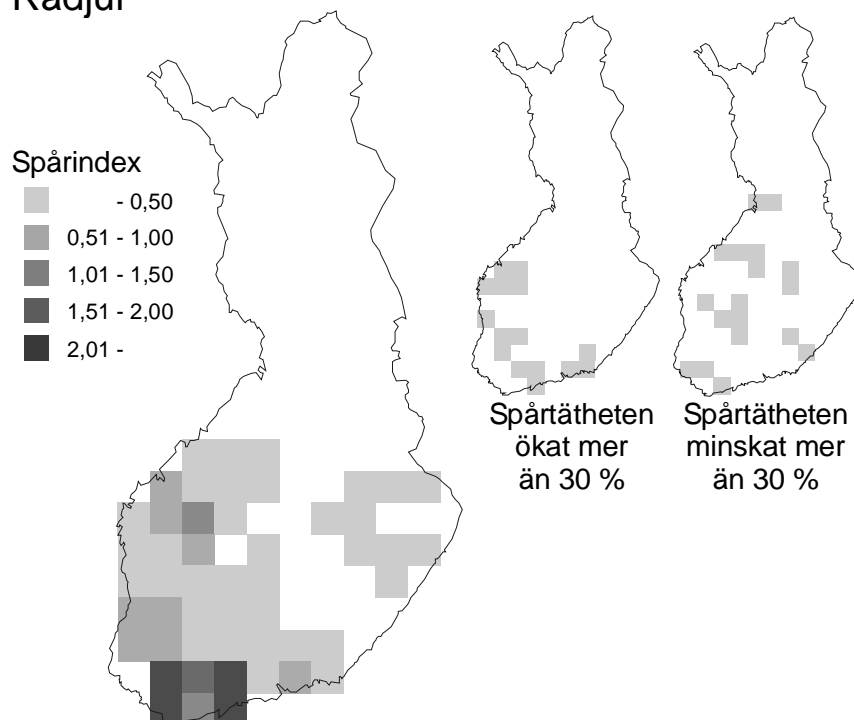 Rådjur
Spårindex
- 0,50
0,51 - 1,00
1,01 - 1,50
1,51 - 2,00
2,01 -
Spårtätheten
ökat mer
än 30 %
Spårtätheten
minskat mer
än 30 %